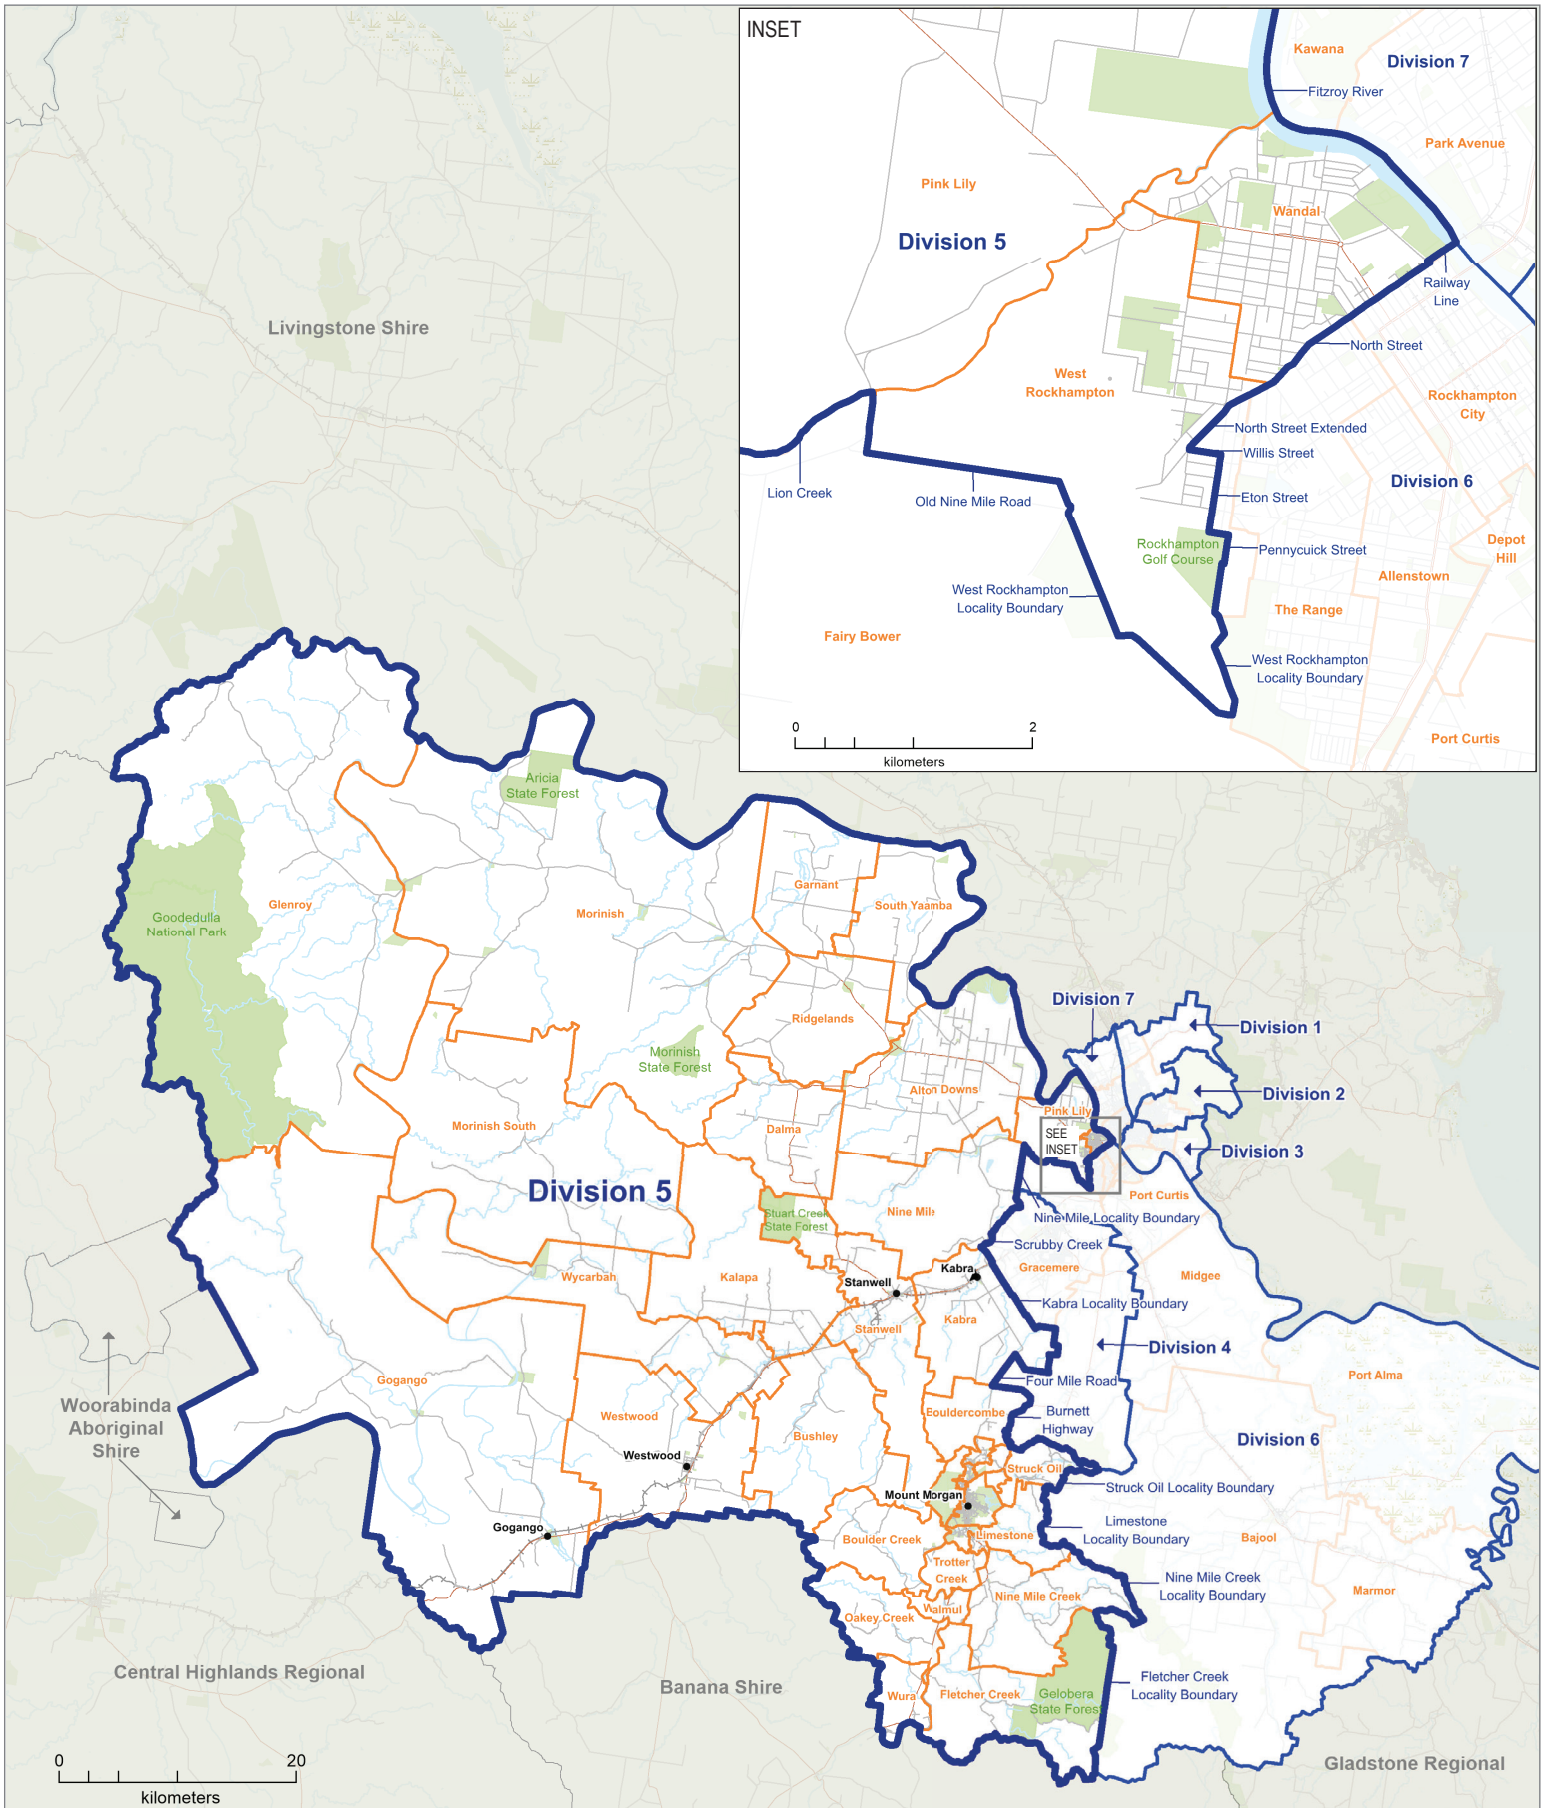 INSET
Kawana
Division 7
Fitzroy River
Park Avenue
Pink Lily
Wandal
Division 5
Railway
Line
North Street
West
Rockhampton
Rockhampton
City
North Street Extended
Willis Street
Division 6
Lion Creek
Eton Street
Old Nine Mile Road
Depot
Hill
Rockhampton
Golf Course
Pennycuick Street
Allenstown
West Rockhampton
Locality Boundary
The Range
Fairy Bower
West Rockhampton
Locality Boundary
Port Curtis
0 2
kilometers
Livingstone Shire
Aricia
State Forest
Garnant
Glenroy
South Yaamba
Morinish
Goodedulla
National Park
Division 7
Ridgelands
Division 1
Morinish
State Forest
Alton Downs
Division 2
Pink Lily
Morinish South
Dalma
SEE
INSET
Division 3
Division 5
Port Curtis
Stuart Creek
State Forest
Nine Mile
Nine Mile Locality Boundary
Scrubby Creek
Gracemere
Wycarbah
Kalapa
Stanwell
Kabra
Midgee
Kabra Locality Boundary
Kabra
Stanwell
Division 4
Gogango
Four Mile Road
Port Alma
Woorabinda
Aboriginal
Shire
Westwood
Bouldercombe
Burnett
Highway
Bushley
Division 6
Westwood
Struck Oil
Struck Oil Locality Boundary
Mount Morgan
Gogango
Limestone
Locality Boundary
Boulder Creek
Limestone
Bajool
Trotter
Creek
Nine Mile Creek
Locality Boundary
Nine Mile Creek
Marmor
Oakey Creek
Walmul
Central Highlands Regional
Banana Shire
Fletcher Creek
Locality Boundary
Wura
Fletcher Creek
Gelobera
State Forest
Gladstone Regional
0 20
kilometers